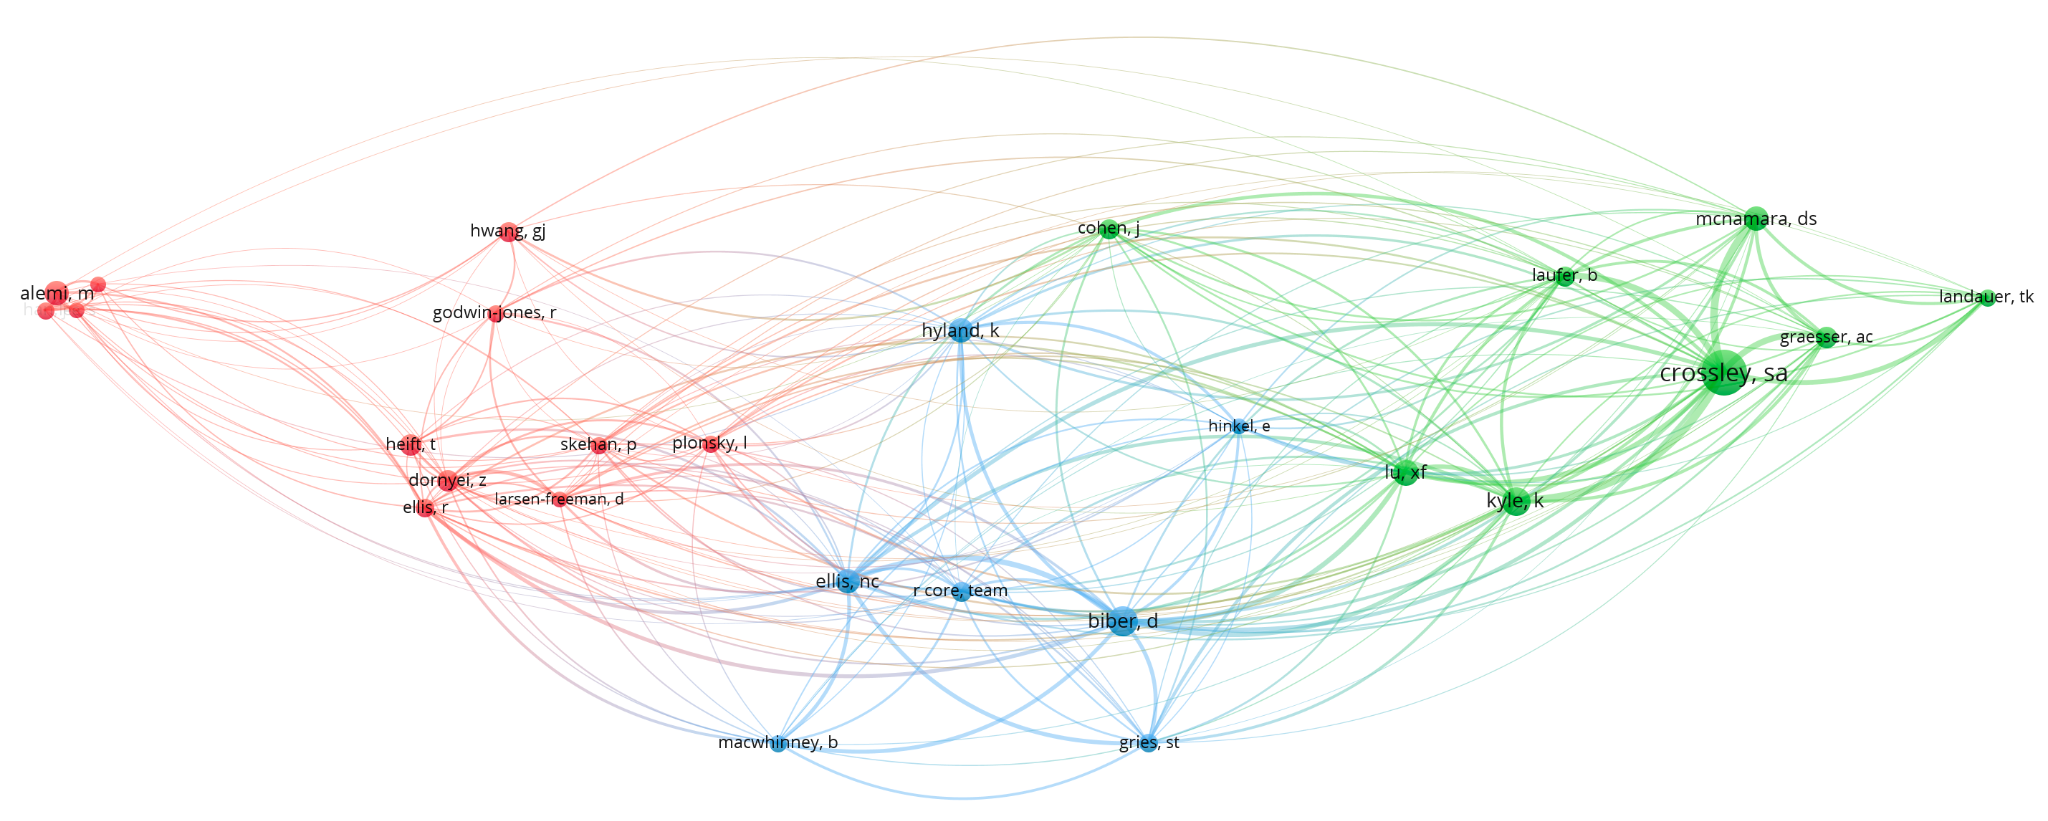 hwang, gj
cohen, j
mcnamara, ds
laufer, b
alemi, m
landauer, tk
godwin-jones, r
hyland, k
graesser, ac
crossley, sa
hinkel, e
heift, t
skehan, p
plonsky, l
lu, xf
dornyei, z
larsen-freeman, d
kyle, k
ellis, r
ellis, nc
r core, team
biber, d
macwhinney, b
gries, st